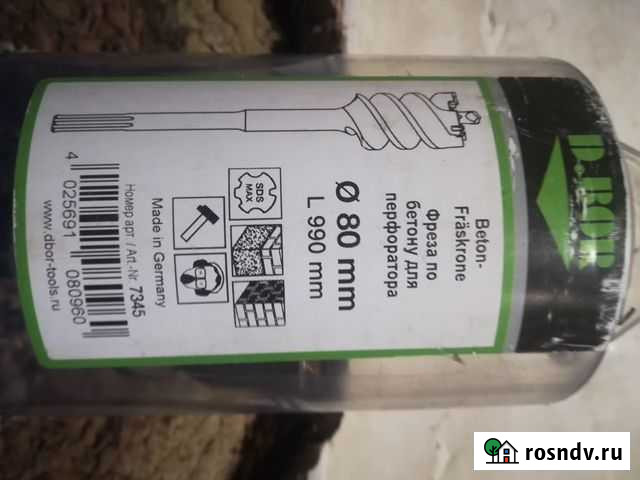 D.BOR
Beton-
Fräskrone
Фреза по
бетону для
перфоратора
Ø 80 mm
L 990 mm
SDS
MAX
Made in Germany
Номер арт / Art.-Nr. 7345
4 025691 080960
www.dbor-tools.ru
rosndv.ru